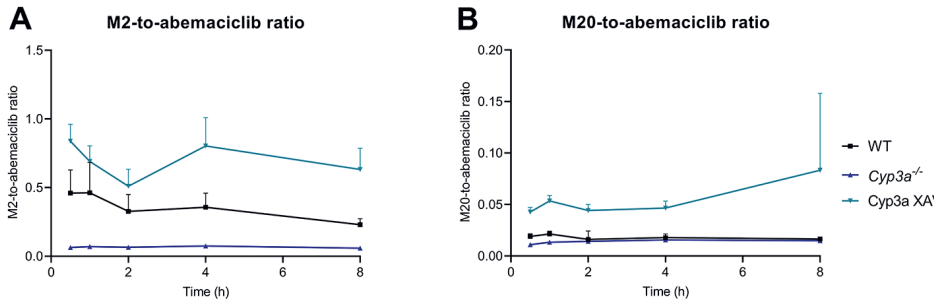 A
M2-to-abemaciclib ratio
M2-to-abemaciclib ratio
1.5
1.0
0.5
0.0
0 2 4 6 8
Time (h)
B
M20-to-abemaciclib ratio
M20-to-abemaciclib ratio
0.20
0.15
0.10
0.05
0.00
0 2 4 6 8
Time (h)
WT
Cyp3a-/-
Cyp3a XA